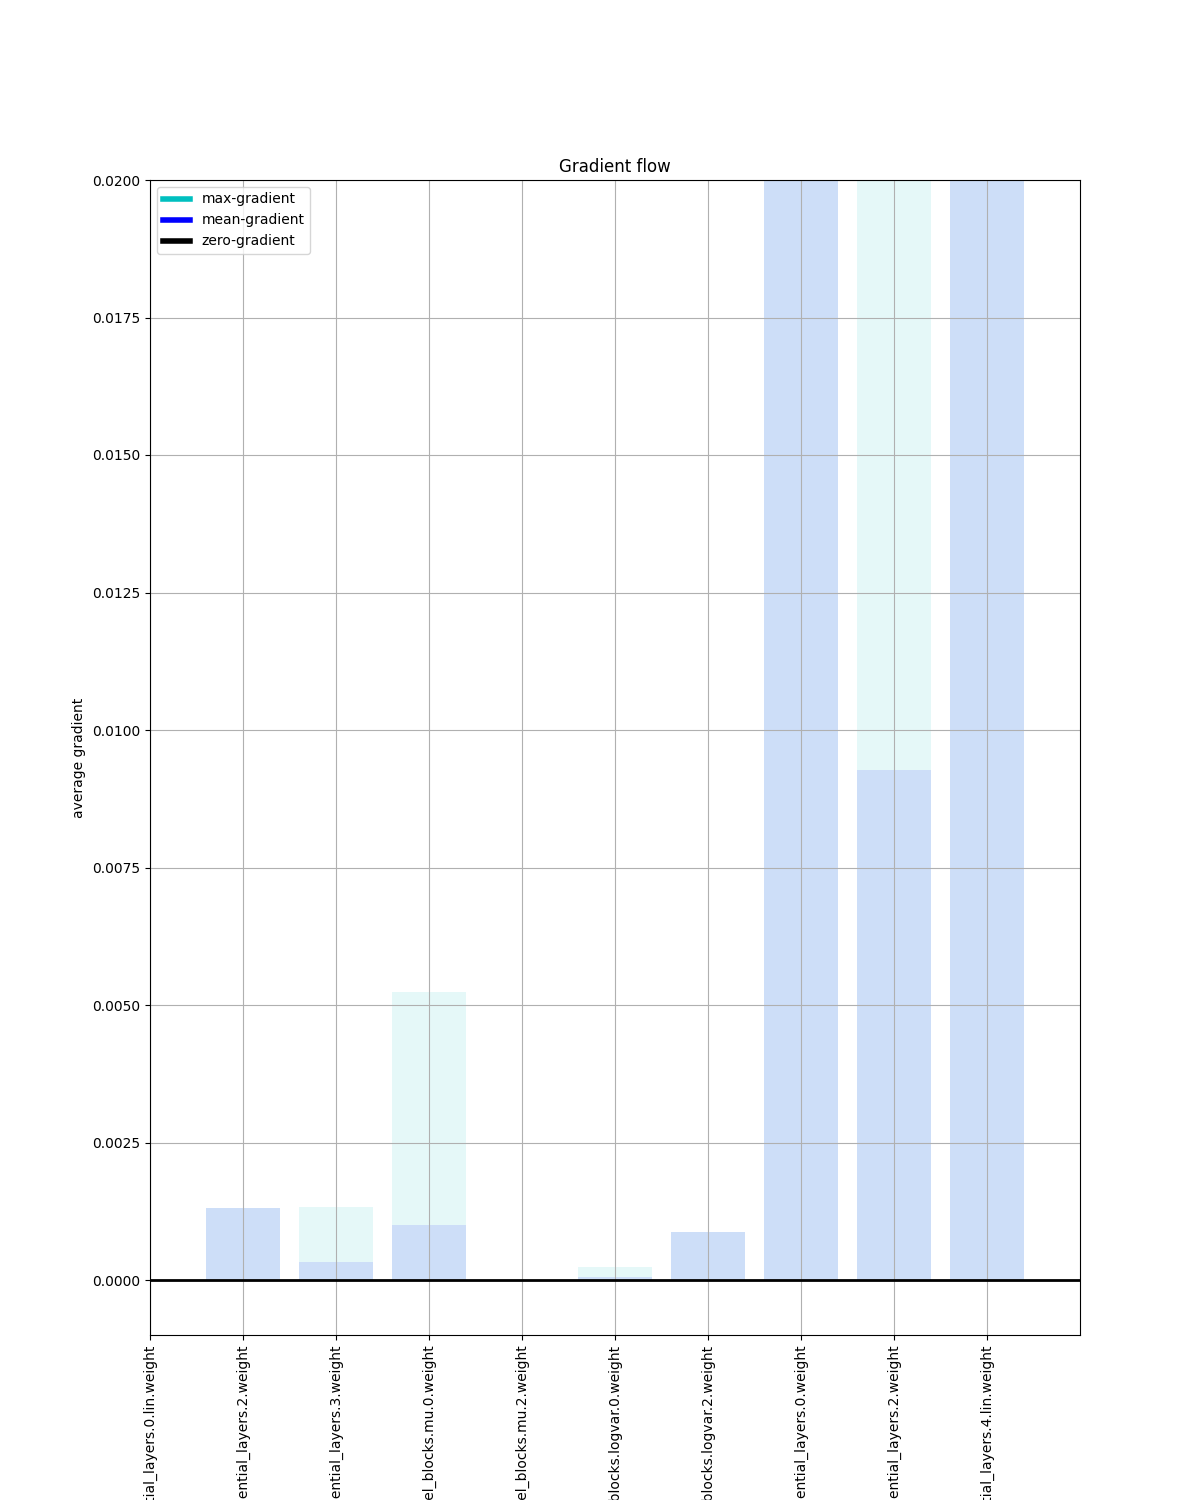 Gradient flow
max-gradient
mean-gradient
zero-gradient
0.0200
0.0175
0.0150
0.0125
0.0100
0.0075
0.0050
0.0025
0.0000
average gradient
tial_layers.0.lin.weight
ential_layers.2.weight
ential_layers.3.weight
el_blocks.mu.0.weight
el_blocks.mu.2.weight
blocks.logvar.0.weight
blocks.logvar.2.weight
ential_layers.0.weight
ential_layers.2.weight
tial_layers.4.lin.weight